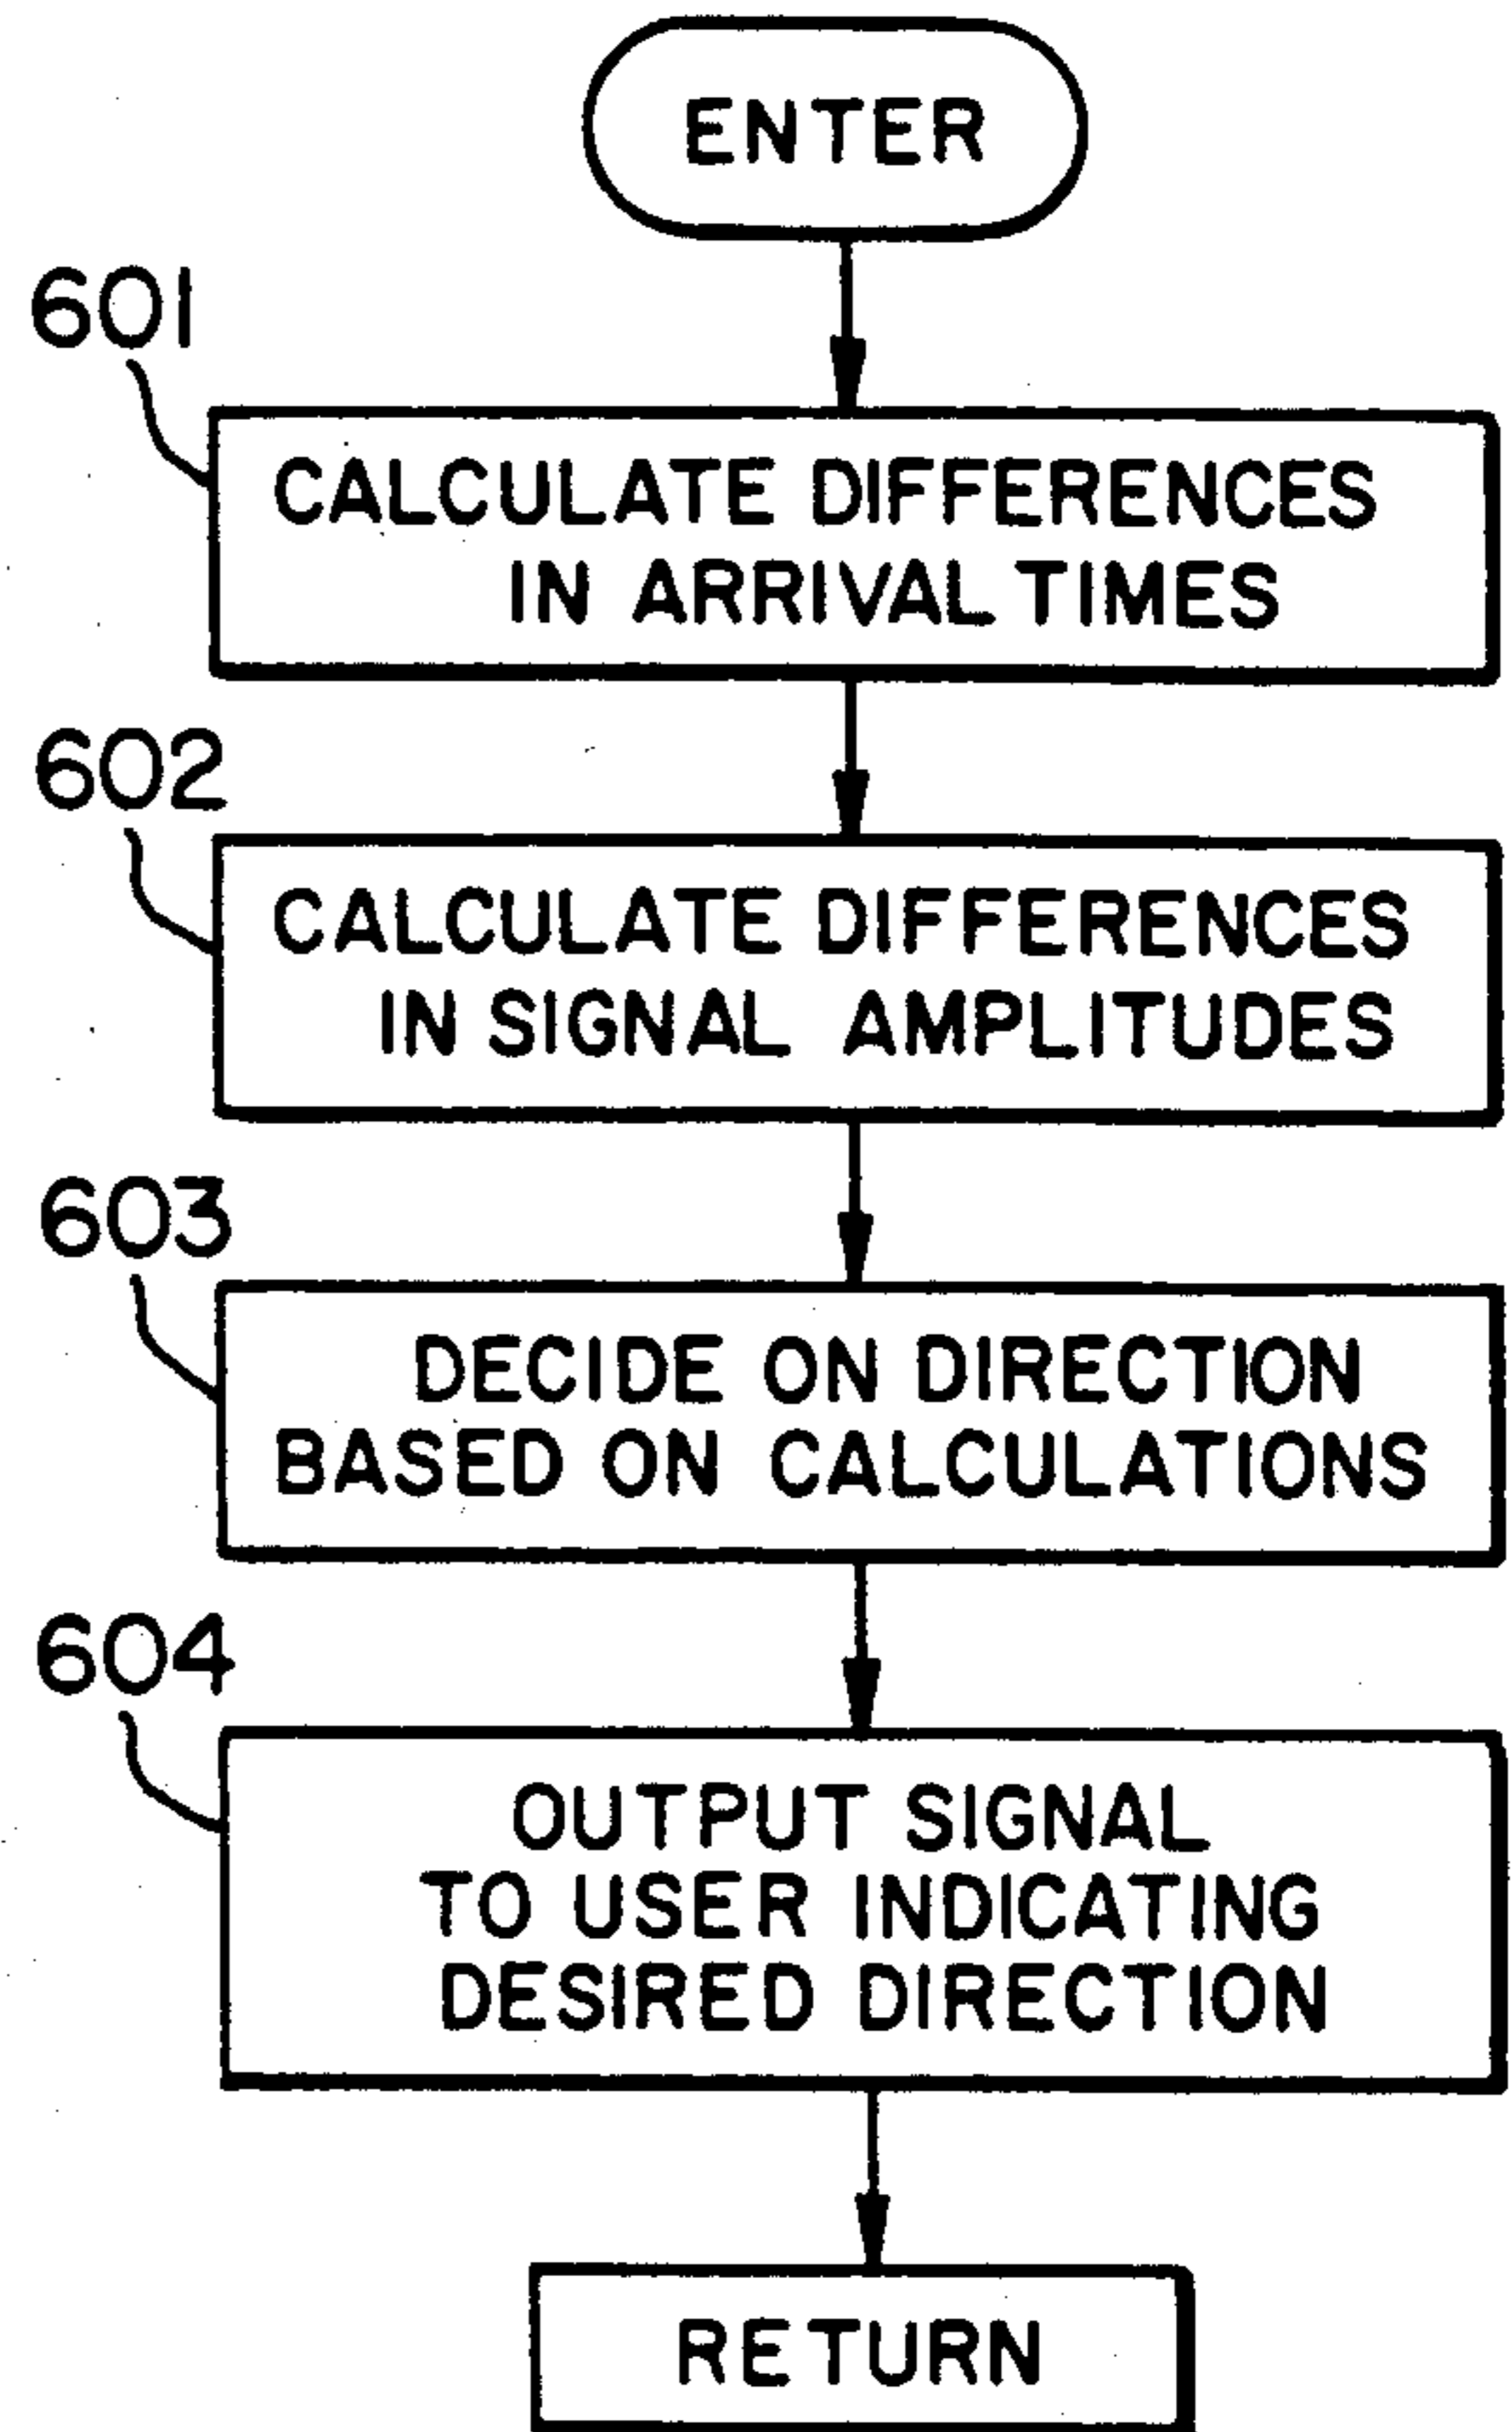 ENTER
601
CALCULATE DIFFERENCES
IN ARRIVAL TIMES
602
CALCULATE DIFFERENCES
IN SIGNAL AMPLITUDES
603
DECIDE ON DIRECTION
BASED ON CALCULATIONS
604
OUTPUT SIGNAL
TO USER INDICATING
DESIRED DIRECTION
RETURN